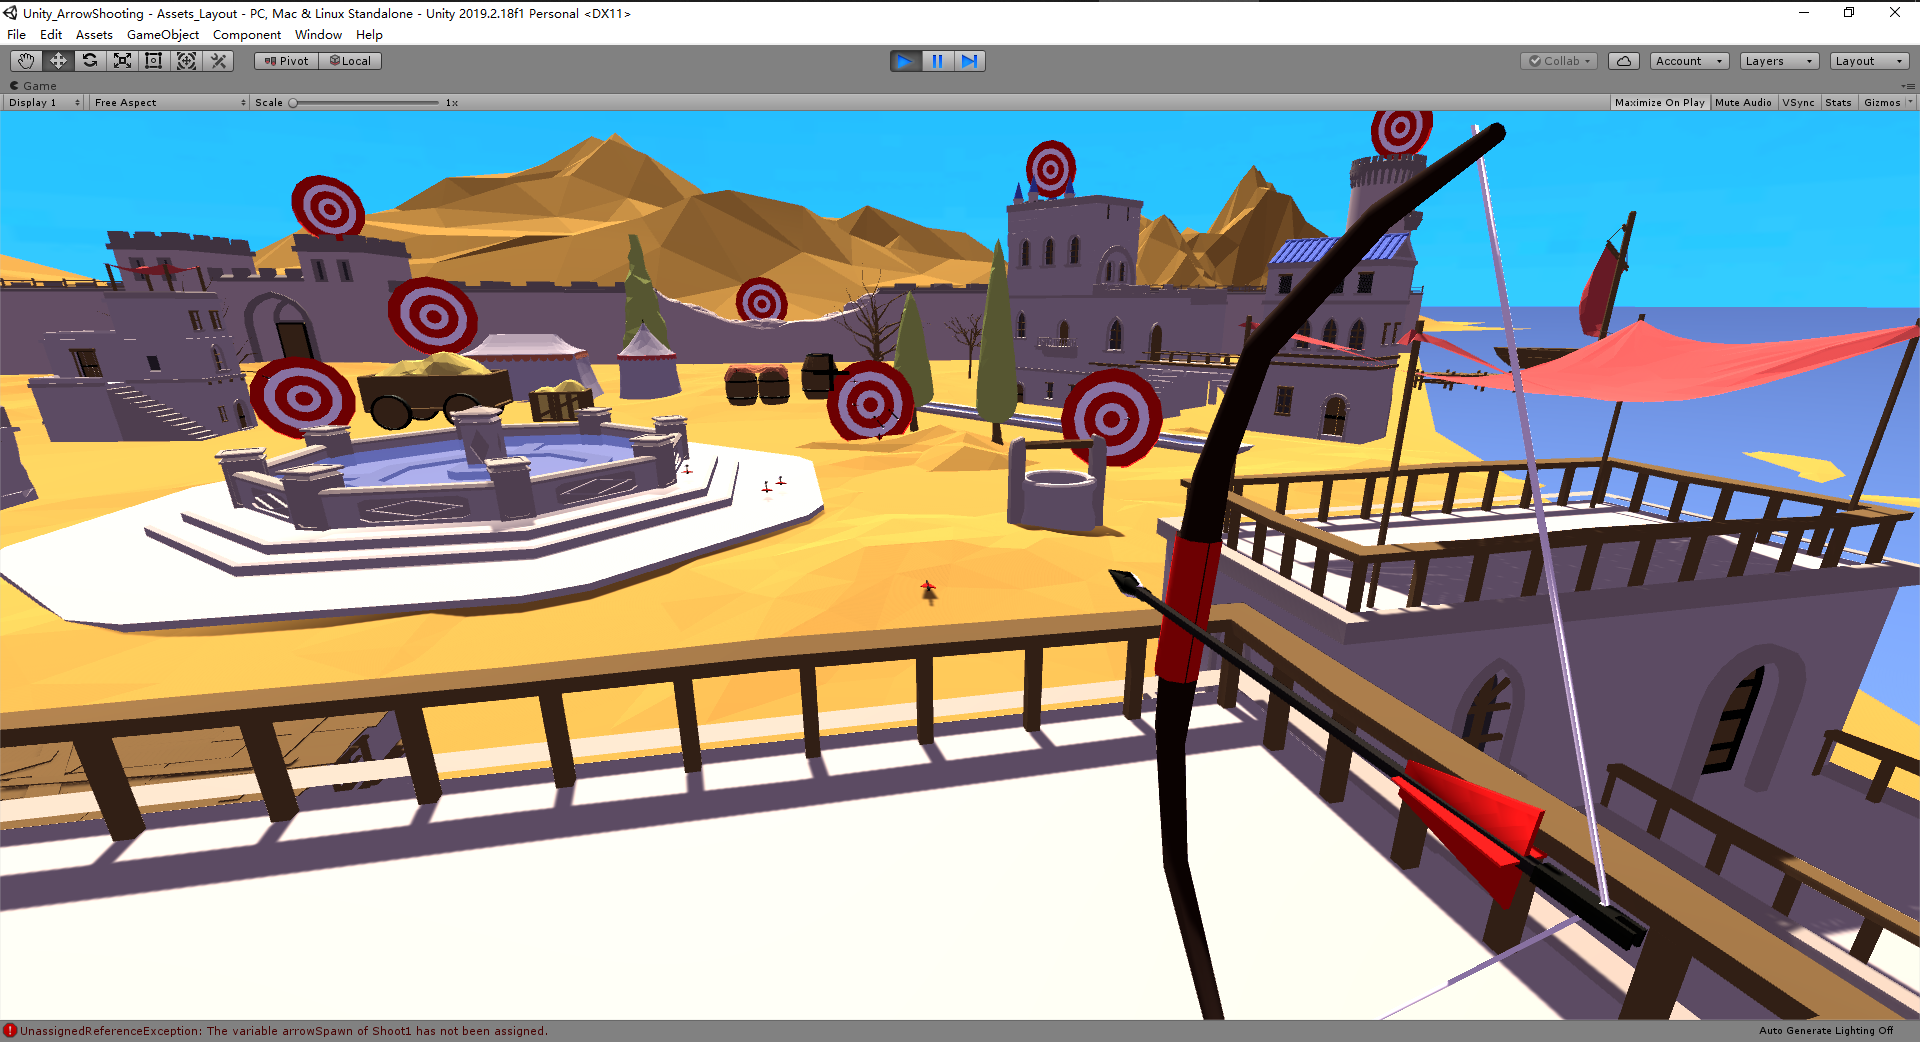 Unity_ArrowShooting - Assets_Layout - PC, Mac & Linux Standalone - Unity 2019.2.18f1 Personal <DX11>
File Edit Assets GameObject Component Window Help
Pivot Local Collab Account Layers Layout
Game
Display 1 Free Aspect Scale 1x Maximize On Play Mute Audio VSync Stats Gizmos
UnassignedReferenceException: The variable arrowSpawn of Shoot1 has not been assigned.
Auto Generate Lighting Off